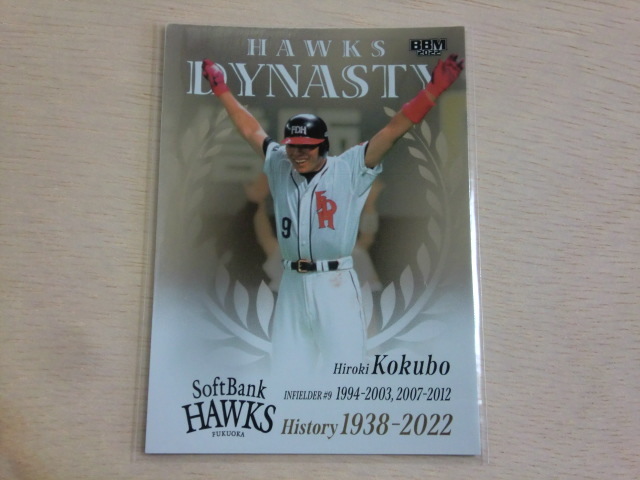 HAWKS
BBM
2022
DYNASTY
FDH
9
Hiroki Kokubo
INFIELDER #9 1994-2003, 2007-2012
SoftBank
HAWKS
FUKUOKA
History 1938-2022